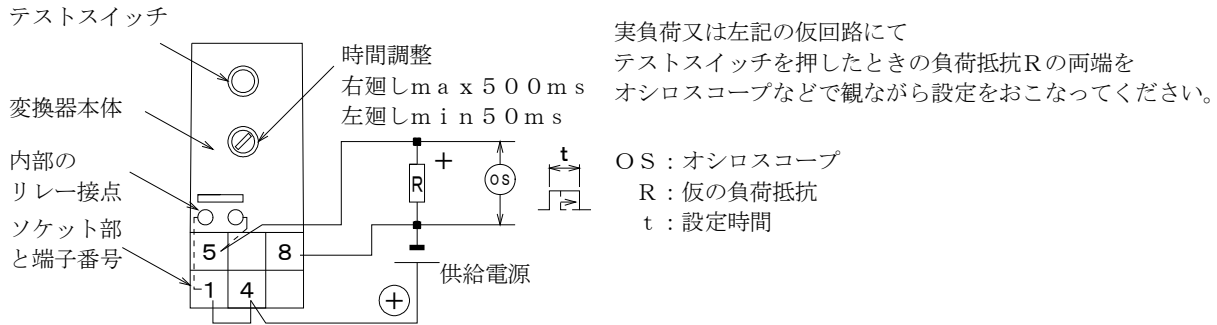 テストスイッチ
変換器本体
内部の
リレー接点
ソケット部
と端子番号
時間調整
右廻しｍａｘ５００ｍｓ
左廻しｍｉｎ５０ｍｓ
5
8
1
4
R
+
os
t
+
供給電源
実負荷又は左記の仮回路にて
テストスイッチを押したときの負荷抵抗Ｒの両端を
オシロスコープなどで観ながら設定をおこなってください。
ＯＳ：オシロスコープ
Ｒ：仮の負荷抵抗
ｔ：設定時間